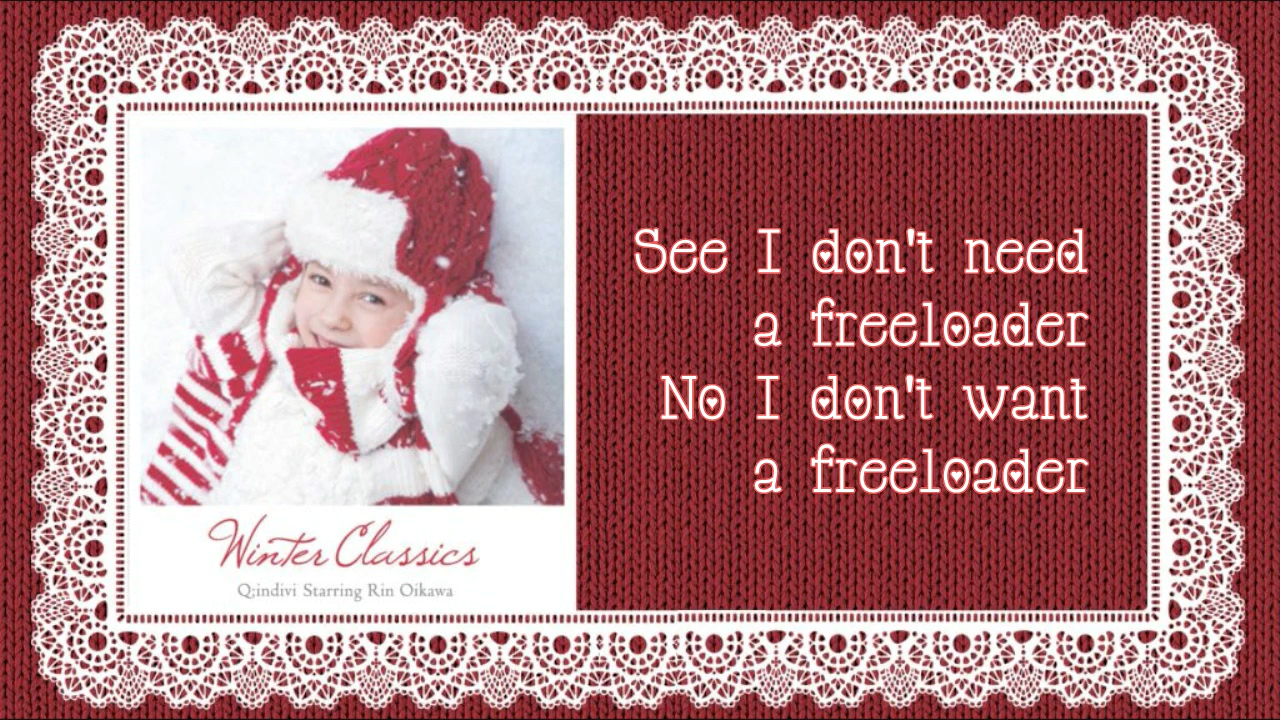 Winter Classics
Q;indivi Starring Rin Oikawa
See I don't need
a freeloader
No I don't want
a freeloader